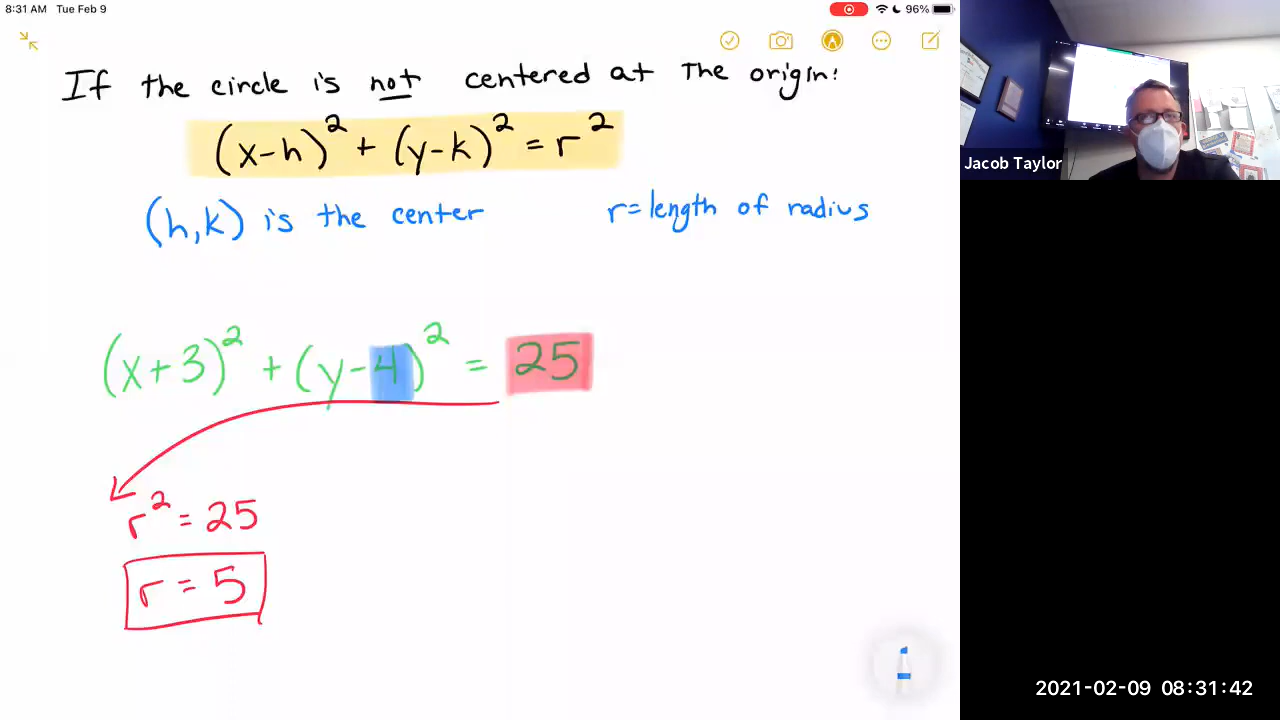 8:31 AM Tue Feb 9
96%
If the circle is not centered at the origin:
(x-h)² + (y-k)² = r²
(h,k) is the center
r = length of radius
(x+3)² + (y-4)² = 25
r² = 25
r = 5
Jacob Taylor
2021-02-09 08:31:42